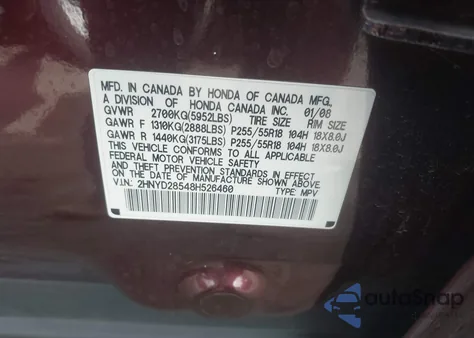 MFD. IN CANADA BY HONDA OF CANADA MFG.,
A DIVISION OF HONDA CANADA INC. 01/08
GVWR 2700KG(5952LBS) TIRE SIZE RIM SIZE
GAWR F 1310KG(2888LBS) P255/55R18 104H 18X8.0J
GAWR R 1440KG(3175LBS) P255/55R18 104H 18X8.0J
THIS VEHICLE CONFORMS TO ALL APPLICABLE
FEDERAL MOTOR VEHICLE SAFETY AND
THEFT PREVENTION STANDARDS IN EFFECT ON
THE DATE OF MANUFACTURE SHOWN ABOVE.
V.I.N.: 2HNYD28548H526460 TYPE: MPV
autoSnap